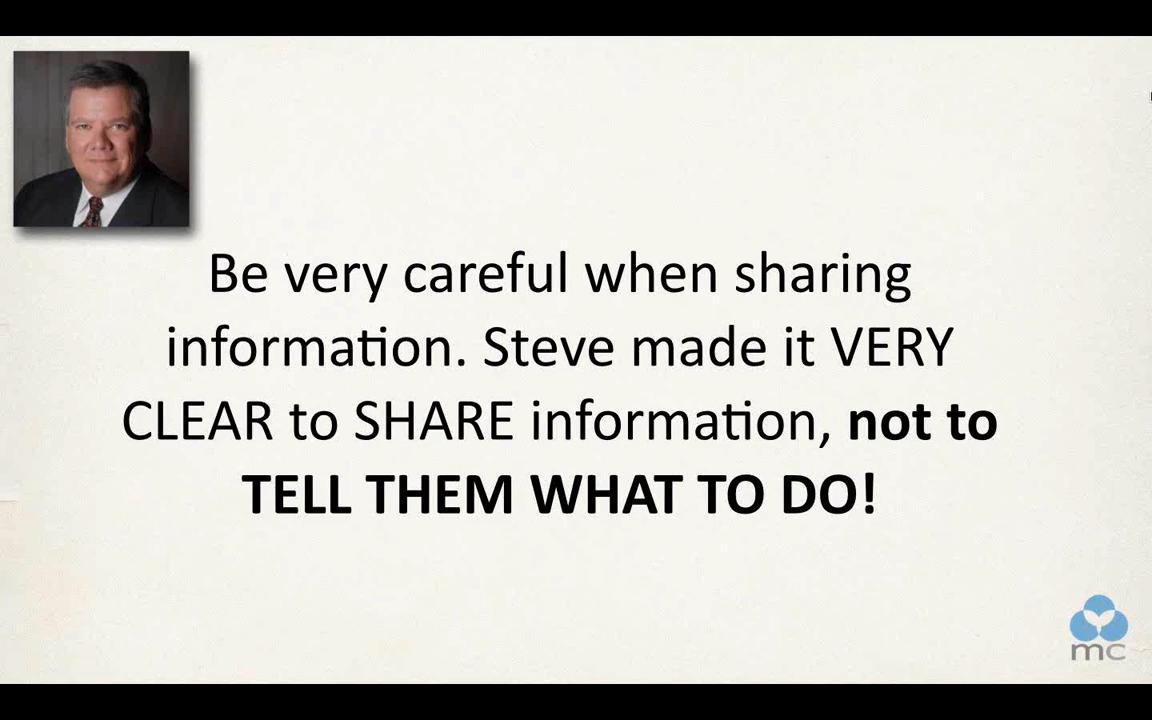 Be very careful when sharing
information. Steve made it VERY
CLEAR to SHARE information, not to
TELL THEM WHAT TO DO!
mc